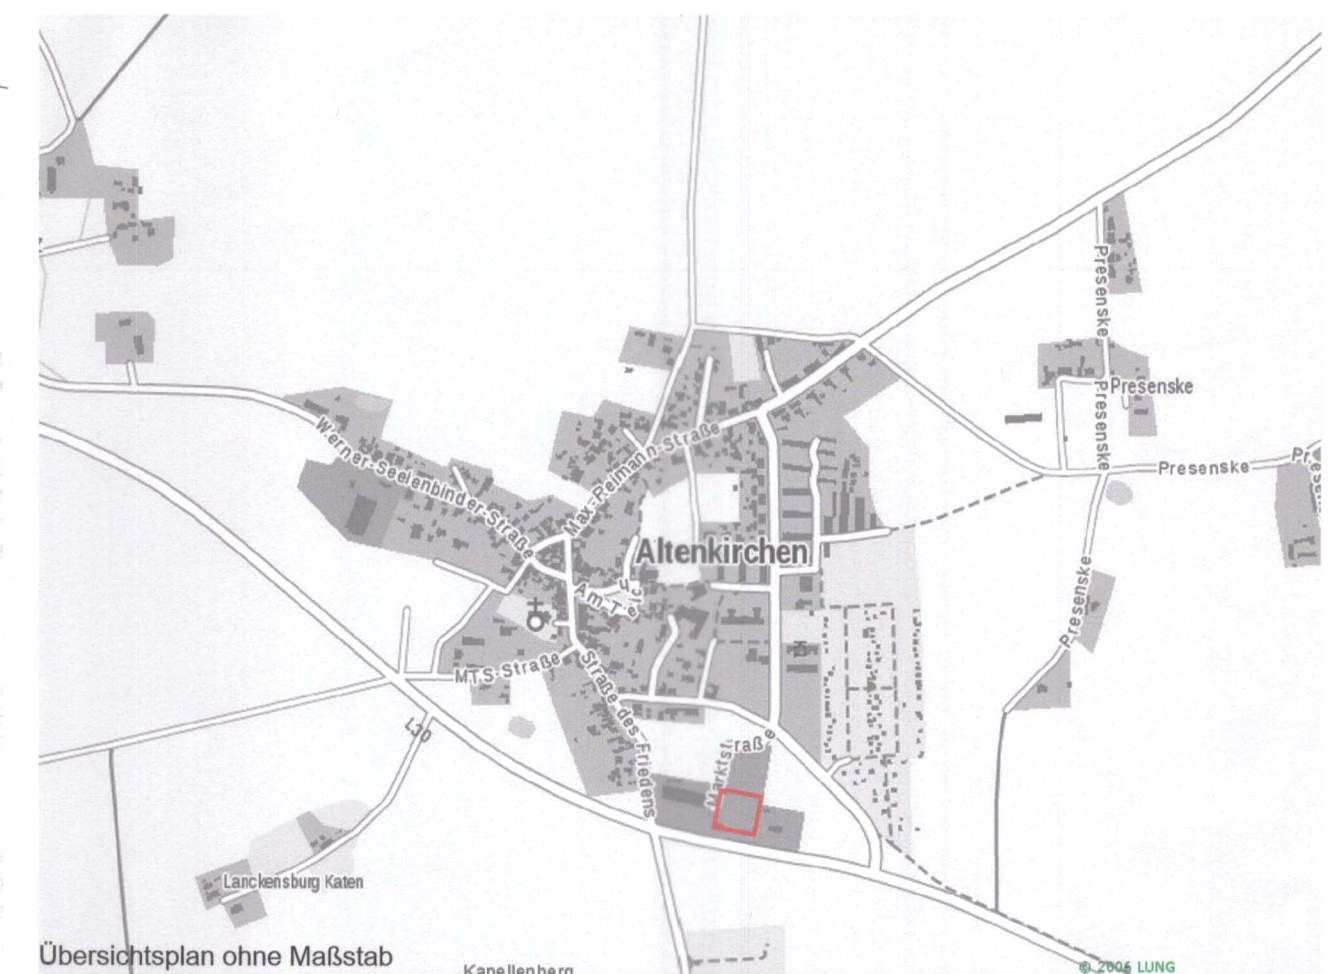 Presenske
Presenske
Presenske
Presenske
Presenske
Werner-Seelenbinder-Straße
Max-Reimann-Straße
Altenkirchen
Am-T
eich
MTS-Straße
Straße des Friedens
Marktstraße
L30
Lanckensburg Katen
Übersichtsplan ohne Maßstab
Kapellenberg
© 2006 LUNG